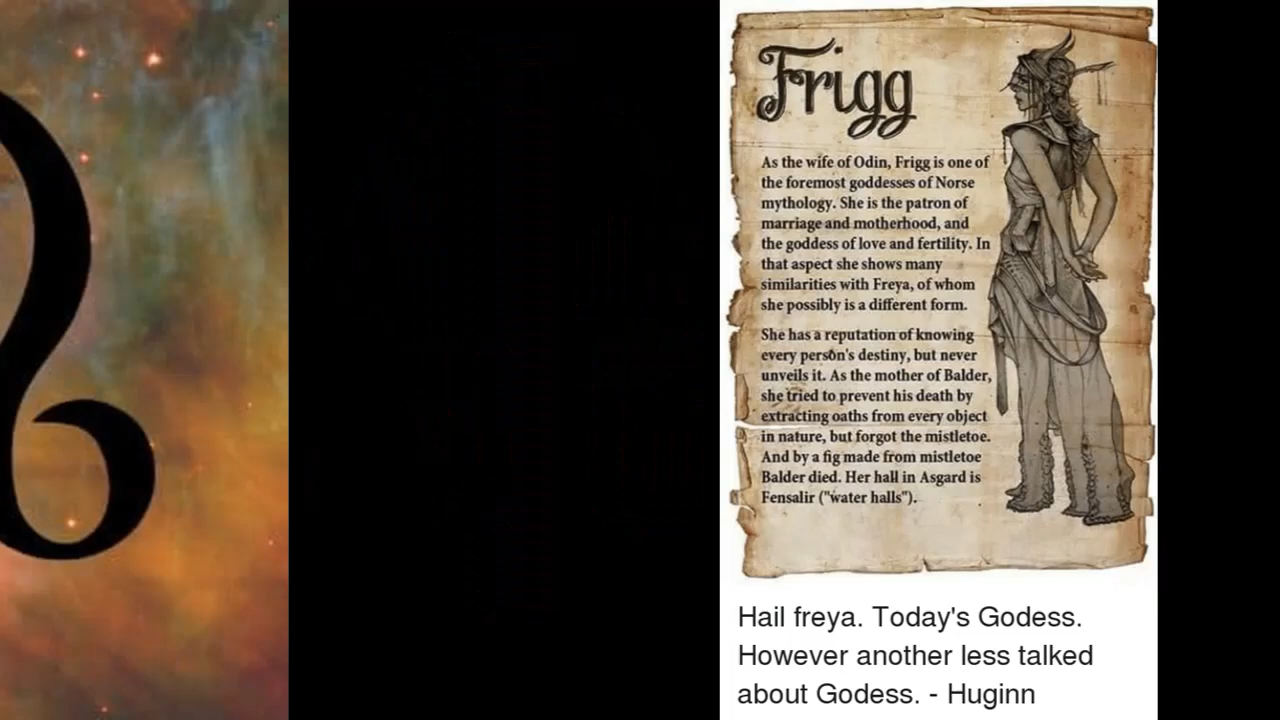 Frigg
As the wife of Odin, Frigg is one of
the foremost goddesses of Norse
mythology. She is the patron of
marriage and motherhood, and
the goddess of love and fertility. In
that aspect she shows many
similarities with Freya, of whom
she possibly is a different form.
She has a reputation of knowing
every person's destiny, but never
unveils it. As the mother of Balder,
she tried to prevent his death by
extracting oaths from every object
in nature, but forgot the mistletoe.
And by a fig made from mistletoe
Balder died. Her hall in Asgard is
Fensalir ("water halls").
Hail freya. Today's Godess.
However another less talked
about Godess. - Huginn